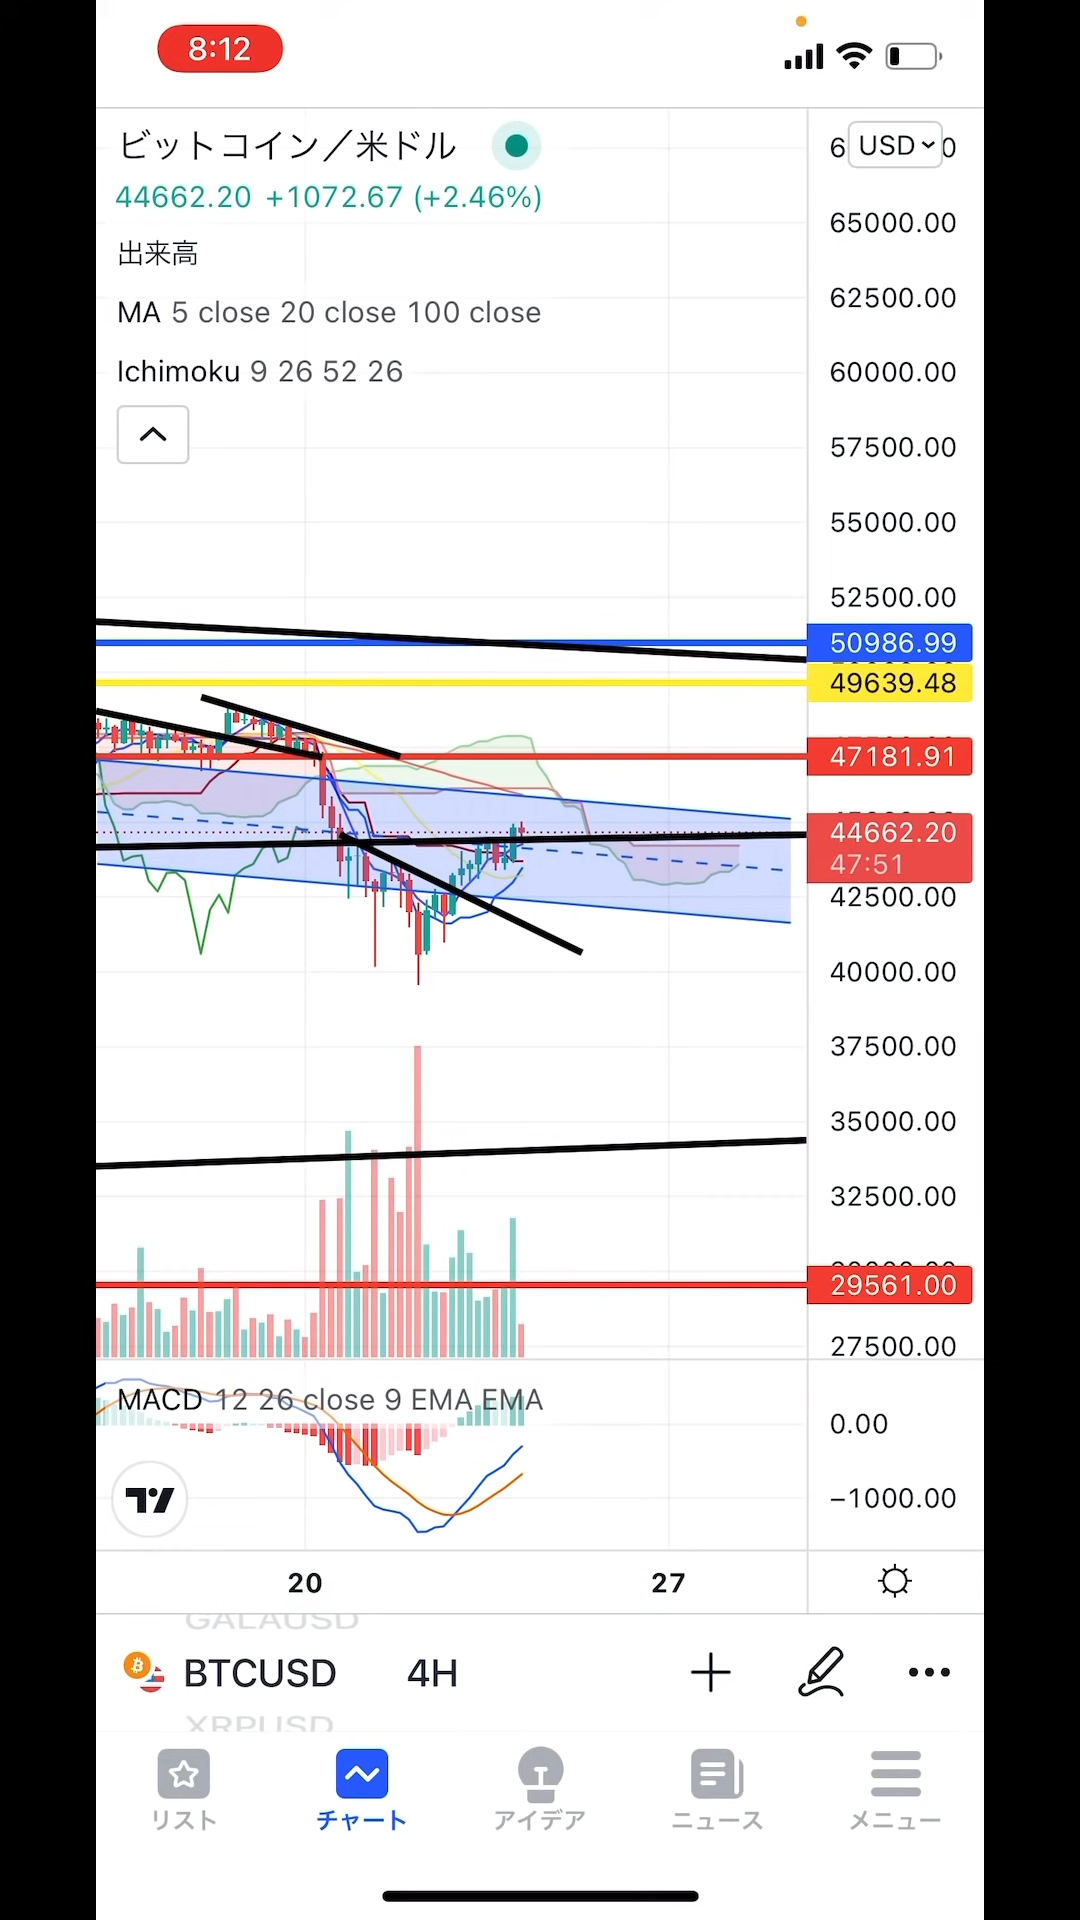 8:12
ビットコイン／米ドル
USD
44662.20 +1072.67 (+2.46%)
出来高
MA 5 close 20 close 100 close
Ichimoku 9 26 52 26
65000.00
62500.00
60000.00
57500.00
55000.00
52500.00
50986.99
49639.48
47181.91
44662.20
47:51
42500.00
40000.00
37500.00
35000.00
32500.00
29561.00
27500.00
MACD 12 26 close 9 EMA EMA
0.00
−1000.00
20 27
GALAUSD
BTCUSD 4H
XRPUSD
リスト チャート アイデア ニュース メニュー